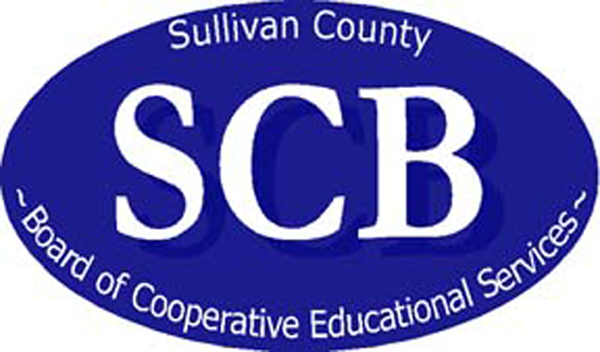 Sullivan County
SCB
~Board of Cooperative Educational Services~